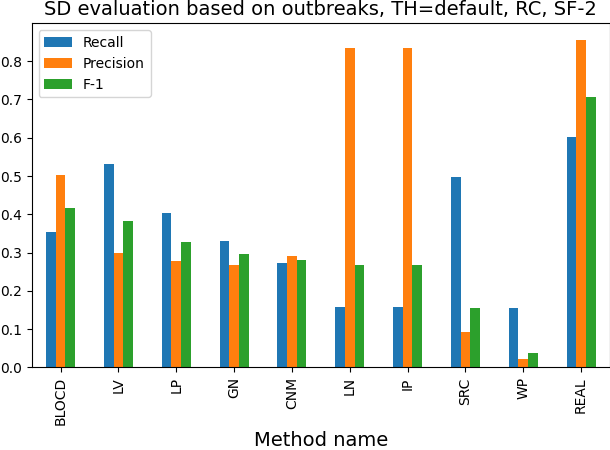 SD evaluation based on outbreaks, TH=default, RC, SF-2
Recall
Precision
F-1
0.8
0.7
0.6
0.5
0.4
0.3
0.2
0.1
0.0
BLOCD
LV
LP
GN
CNM
LN
IP
SRC
WP
REAL
Method name